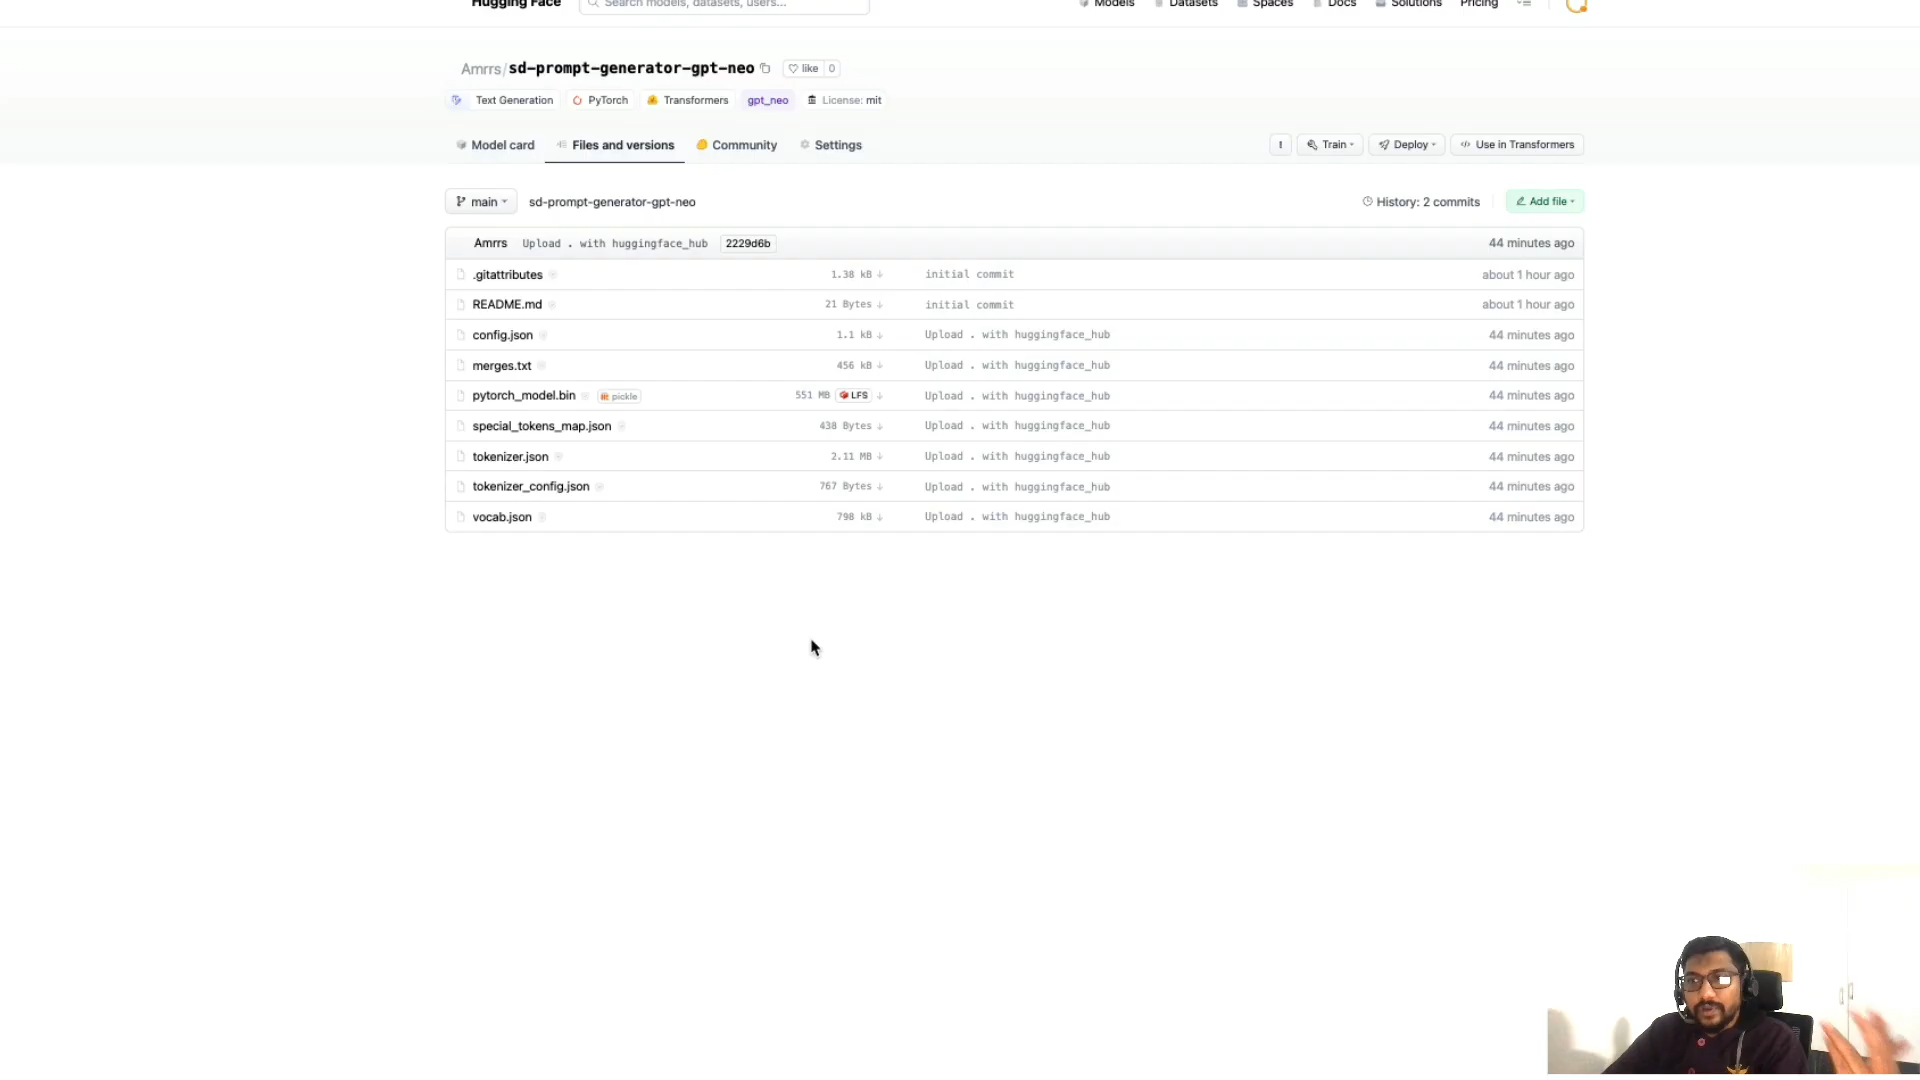 Hugging Face Search models, datasets, users... Models Datasets Spaces Docs Solutions Pricing
Amrrs/sd-prompt-generator-gpt-neo like 0
Text Generation PyTorch Transformers gpt_neo License: mit
Model card Files and versions Community Settings Train Deploy Use in Transformers
main sd-prompt-generator-gpt-neo History: 2 commits Add file
Amrrs Upload . with huggingface_hub 2229d6b 44 minutes ago
.gitattributes 1.38 kB initial commit about 1 hour ago
README.md 21 Bytes initial commit about 1 hour ago
config.json 1.1 kB Upload . with huggingface_hub 44 minutes ago
merges.txt 456 kB Upload . with huggingface_hub 44 minutes ago
pytorch_model.bin pickle 551 MB LFS Upload . with huggingface_hub 44 minutes ago
special_tokens_map.json 438 Bytes Upload . with huggingface_hub 44 minutes ago
tokenizer.json 2.11 MB Upload . with huggingface_hub 44 minutes ago
tokenizer_config.json 767 Bytes Upload . with huggingface_hub 44 minutes ago
vocab.json 798 kB Upload . with huggingface_hub 44 minutes ago